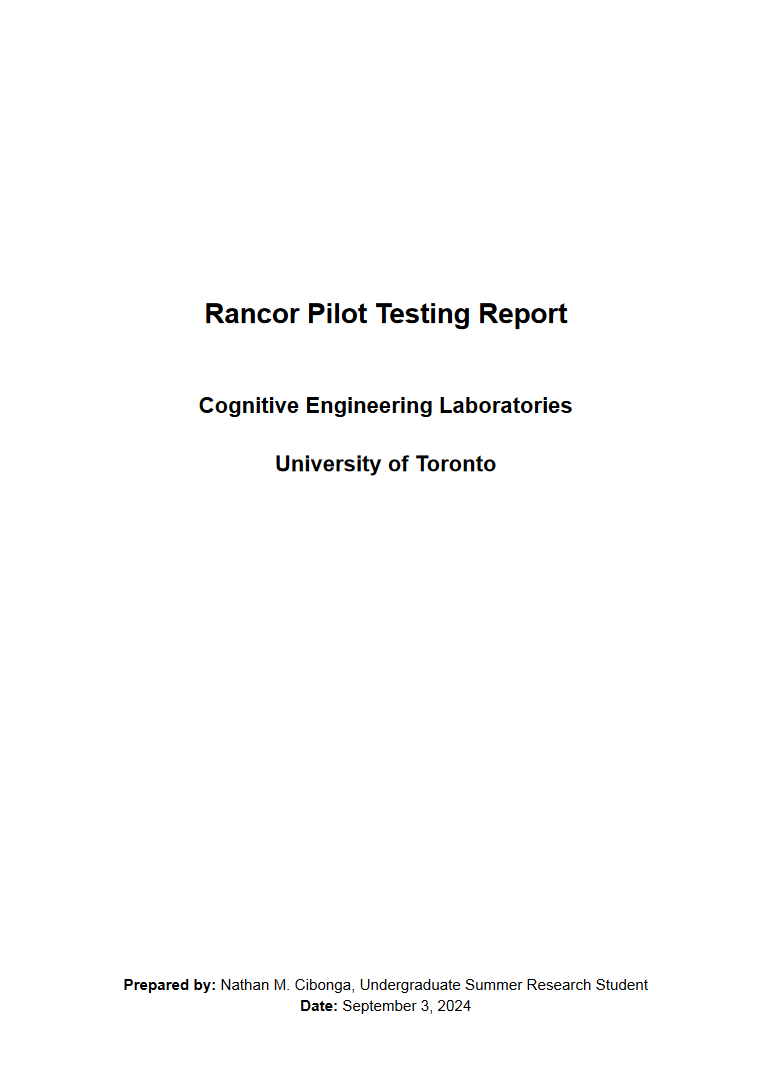 Rancor Pilot Testing Report
Cognitive Engineering Laboratories
University of Toronto
Prepared by: Nathan M. Cibonga, Undergraduate Summer Research Student
Date: September 3, 2024